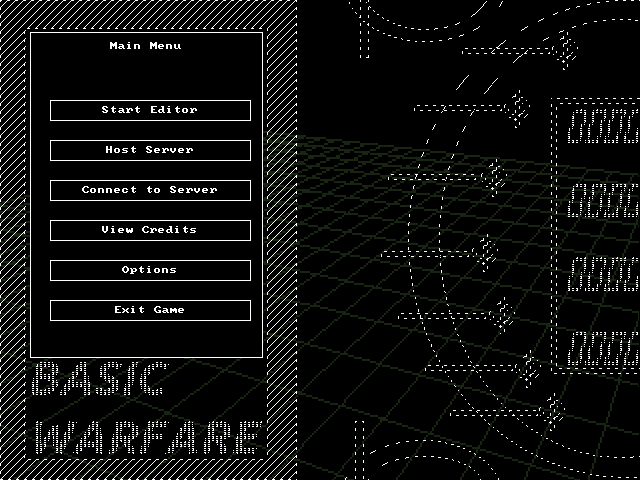 Main Menu
Start Editor
Host Server
Connect to Server
View Credits
Options
Exit Game
BASIC
WARFARE